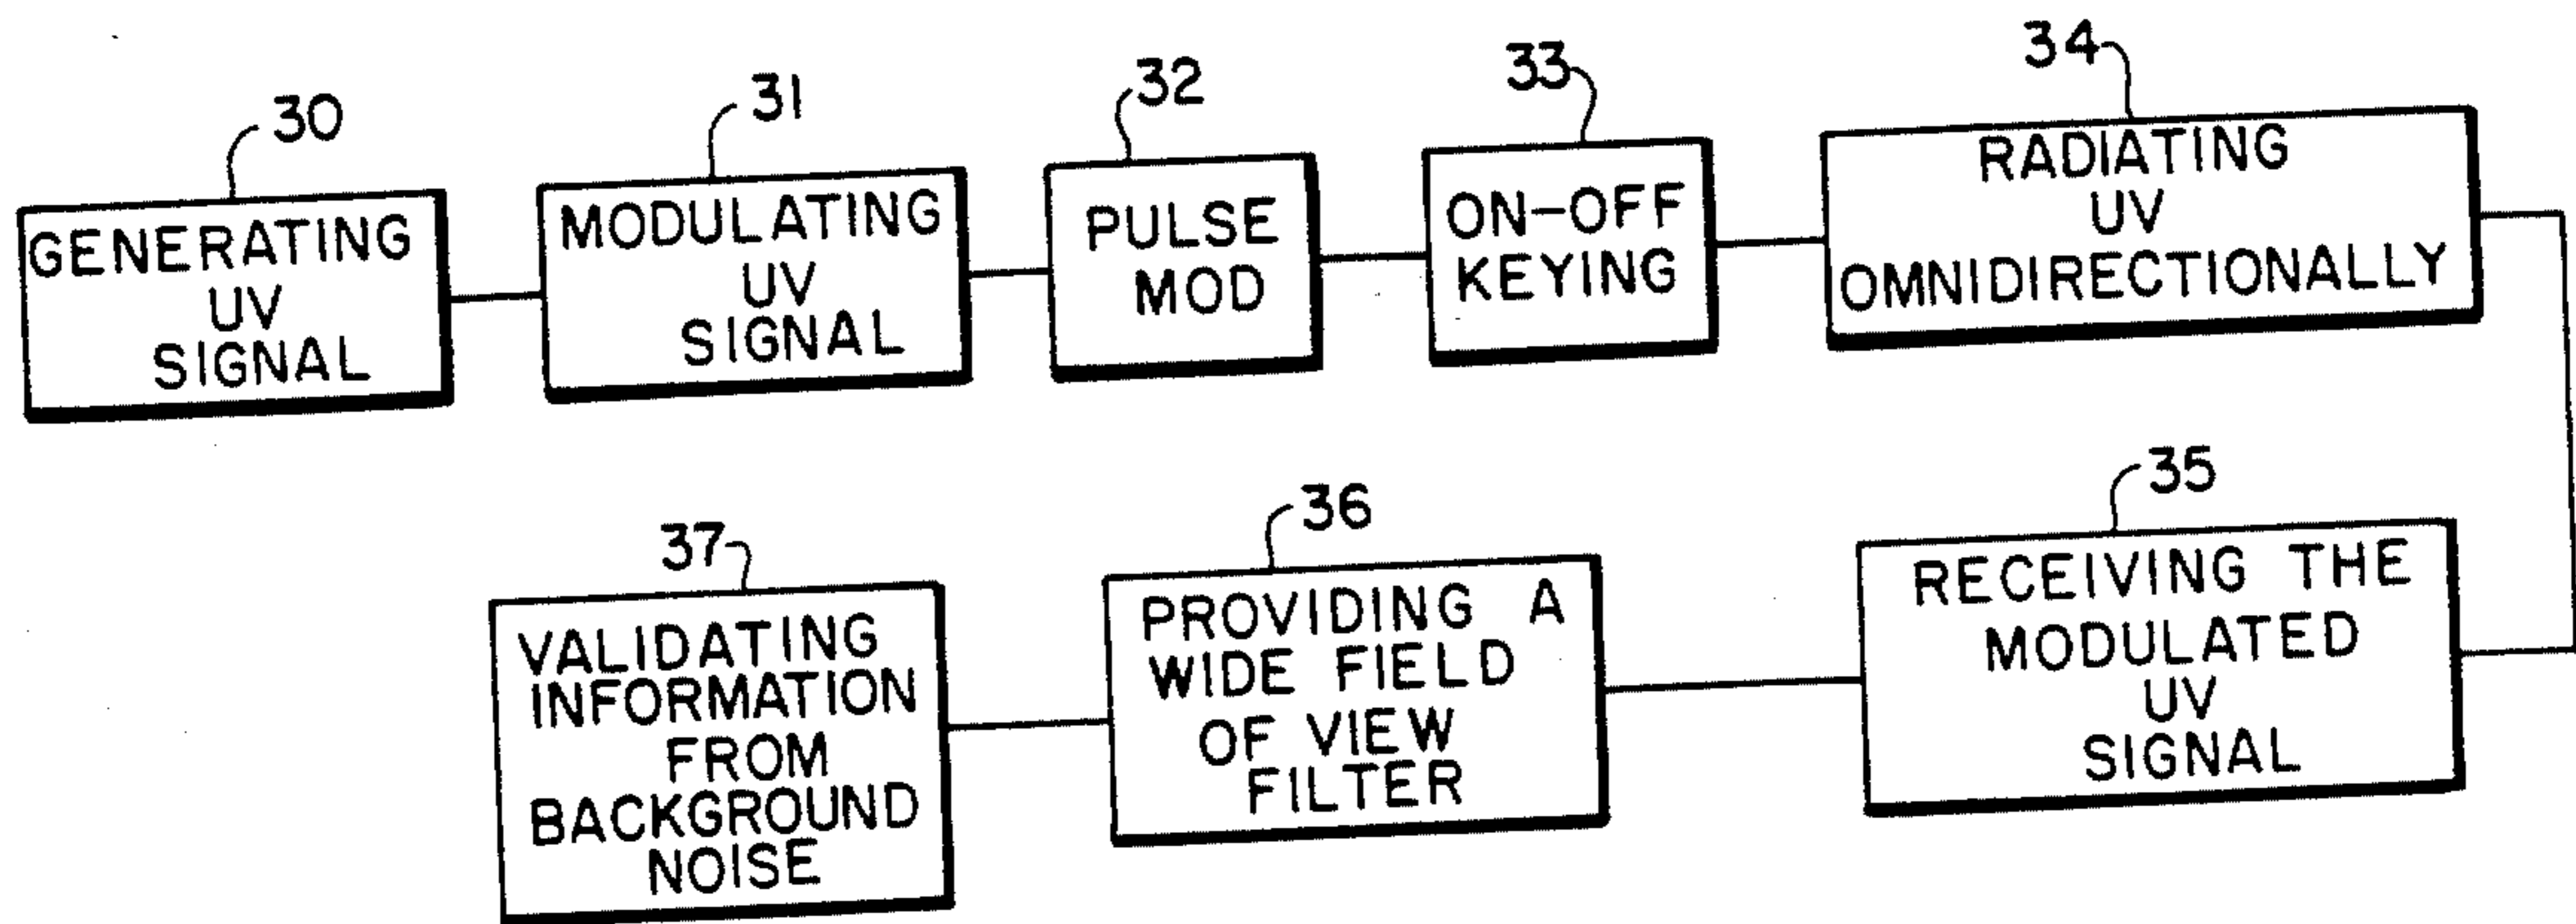 30
GENERATING
UV
SIGNAL
31
MODULATING
UV
SIGNAL
32
PULSE
MOD
33
ON-OFF
KEYING
34
RADIATING
UV
OMNIDIRECTIONALLY
35
RECEIVING THE
MODULATED
UV
SIGNAL
36
PROVIDING A
WIDE FIELD
OF VIEW
FILTER
37
VALIDATING
INFORMATION
FROM
BACKGROUND
NOISE